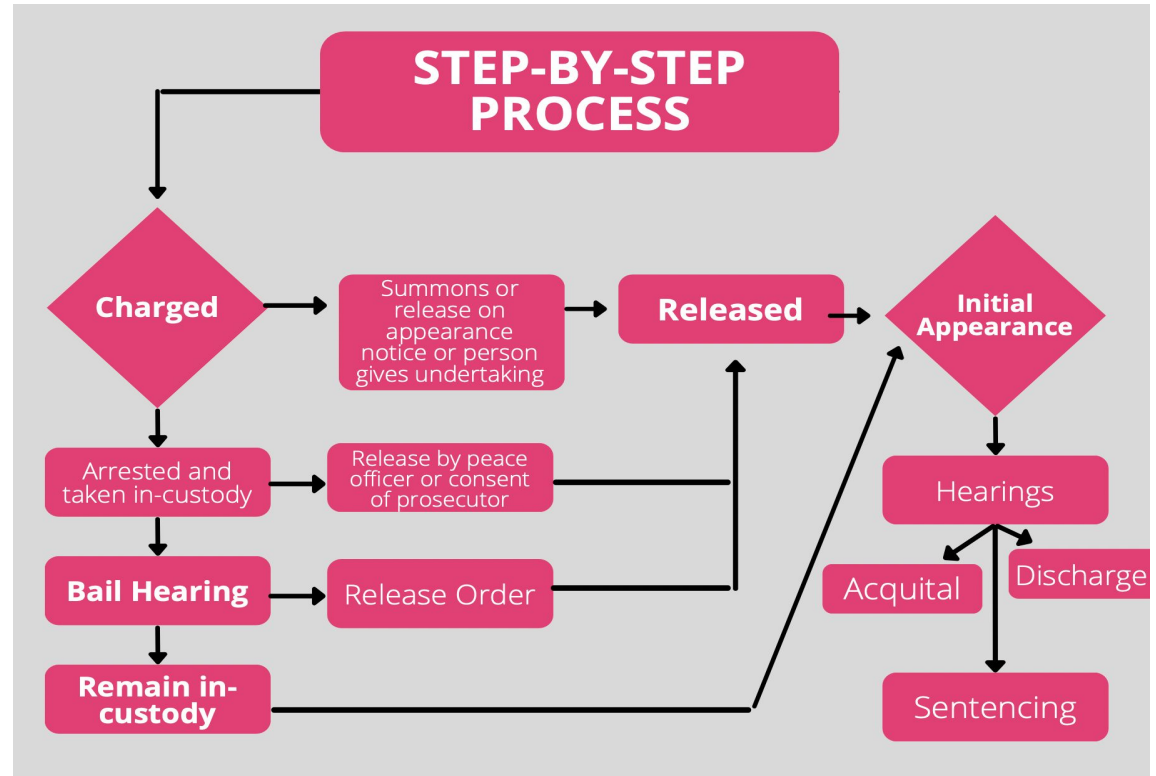 STEP-BY-STEP
PROCESS
Charged
Summons or
release on
appearance
notice or person
gives undertaking
Released
Initial
Appearance
Arrested and
taken in-custody
Release by peace
officer or consent
of prosecutor
Hearings
Bail Hearing
Release Order
Acquital
Discharge
Remain in-
custody
Sentencing